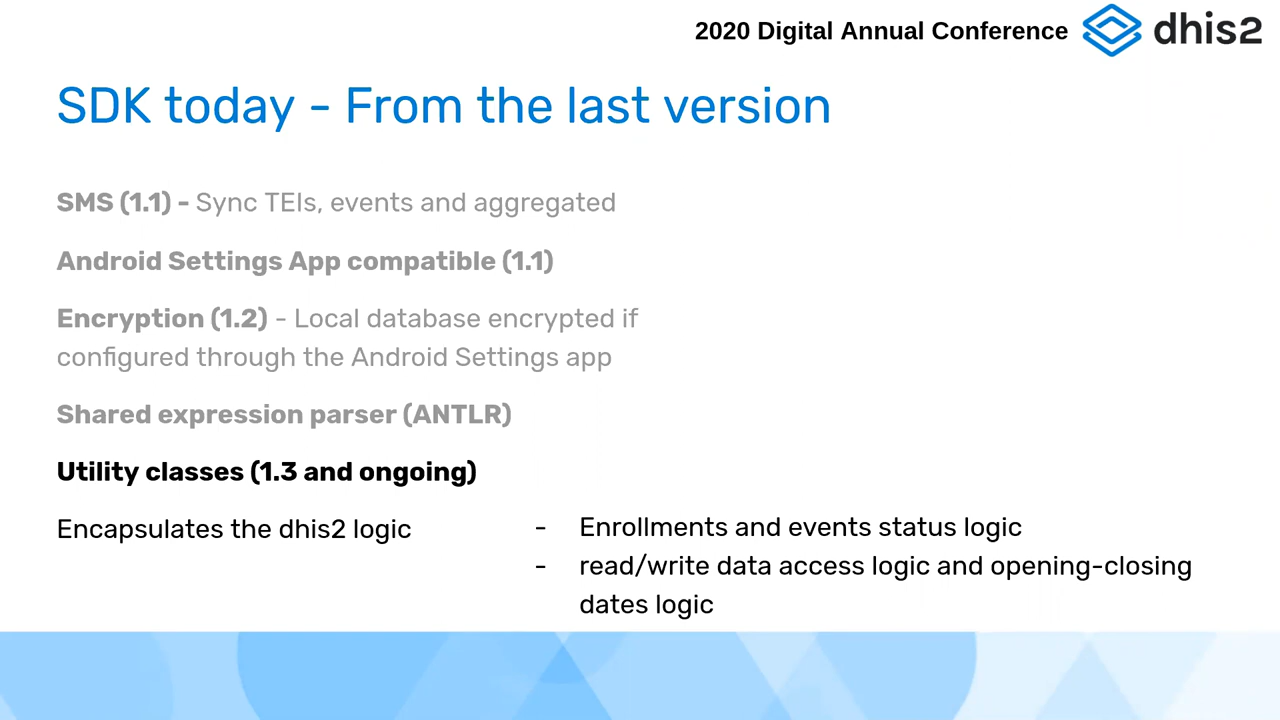 2020 Digital Annual Conference
dhis2
SDK today - From the last version
SMS (1.1) - Sync TEIs, events and aggregated
Android Settings App compatible (1.1)
Encryption (1.2) - Local database encrypted if
configured through the Android Settings app
Shared expression parser (ANTLR)
Utility classes (1.3 and ongoing)
Encapsulates the dhis2 logic
- Enrollments and events status logic
- read/write data access logic and opening-closing
dates logic